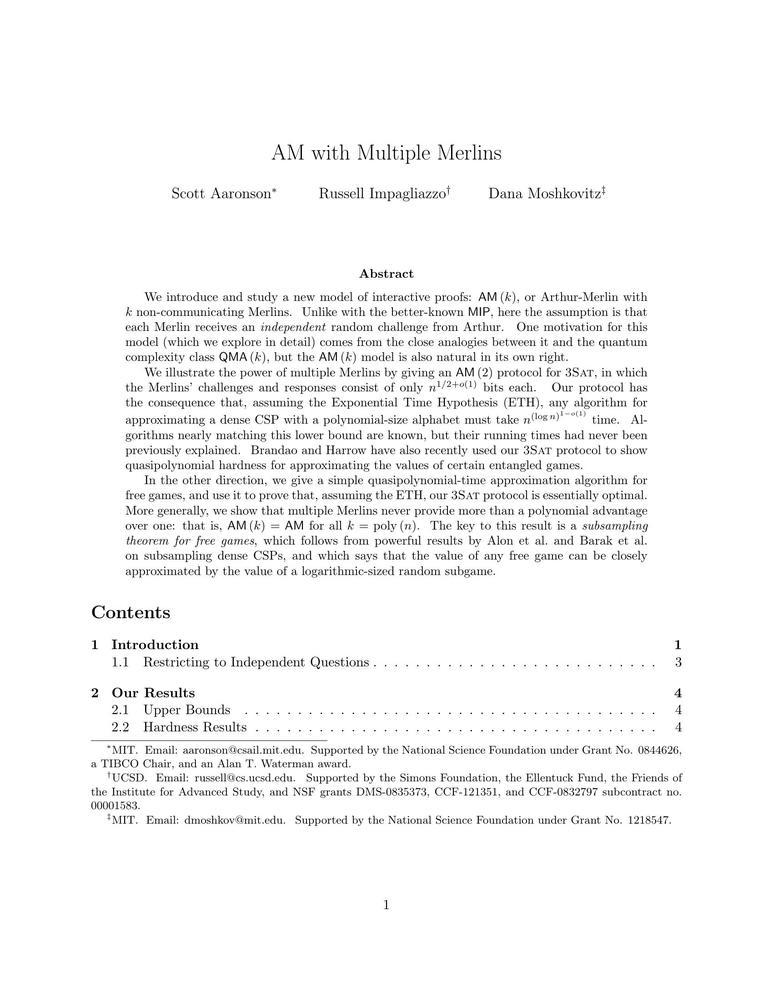 AM with Multiple Merlins
Scott Aaronson* Russell Impagliazzo† Dana Moshkovitz‡
Abstract
We introduce and study a new model of interactive proofs: AM (k), or Arthur-Merlin with
k non-communicating Merlins. Unlike with the better-known MIP, here the assumption is that
each Merlin receives an independent random challenge from Arthur. One motivation for this
model (which we explore in detail) comes from the close analogies between it and the quantum
complexity class QMA (k), but the AM (k) model is also natural in its own right.
We illustrate the power of multiple Merlins by giving an AM (2) protocol for 3SAT, in which
the Merlins' challenges and responses consist of only n^{1/2+o(1)} bits each. Our protocol has
the consequence that, assuming the Exponential Time Hypothesis (ETH), any algorithm for
approximating a dense CSP with a polynomial-size alphabet must take n^{(log n)^{1−o(1)}} time. Al-
gorithms nearly matching this lower bound are known, but their running times had never been
previously explained. Brandao and Harrow have also recently used our 3SAT protocol to show
quasipolynomial hardness for approximating the values of certain entangled games.
In the other direction, we give a simple quasipolynomial-time approximation algorithm for
free games, and use it to prove that, assuming the ETH, our 3SAT protocol is essentially optimal.
More generally, we show that multiple Merlins never provide more than a polynomial advantage
over one: that is, AM (k) = AM for all k = poly (n). The key to this result is a subsampling
theorem for free games, which follows from powerful results by Alon et al. and Barak et al.
on subsampling dense CSPs, and which says that the value of any free game can be closely
approximated by the value of a logarithmic-sized random subgame.
Contents
1 Introduction 1
1.1 Restricting to Independent Questions . . . . . . . . . . . . . . . . . . . . . . . . . . . 3
2 Our Results 4
2.1 Upper Bounds . . . . . . . . . . . . . . . . . . . . . . . . . . . . . . . . . . . . . . . 4
2.2 Hardness Results . . . . . . . . . . . . . . . . . . . . . . . . . . . . . . . . . . . . . . 4
*MIT. Email: aaronson@csail.mit.edu. Supported by the National Science Foundation under Grant No. 0844626,
a TIBCO Chair, and an Alan T. Waterman award.
†UCSD. Email: russell@cs.ucsd.edu. Supported by the Simons Foundation, the Ellentuck Fund, the Friends of
the Institute for Advanced Study, and NSF grants DMS-0835373, CCF-121351, and CCF-0832797 subcontract no.
00001583.
‡MIT. Email: dmoshkov@mit.edu. Supported by the National Science Foundation under Grant No. 1218547.
1